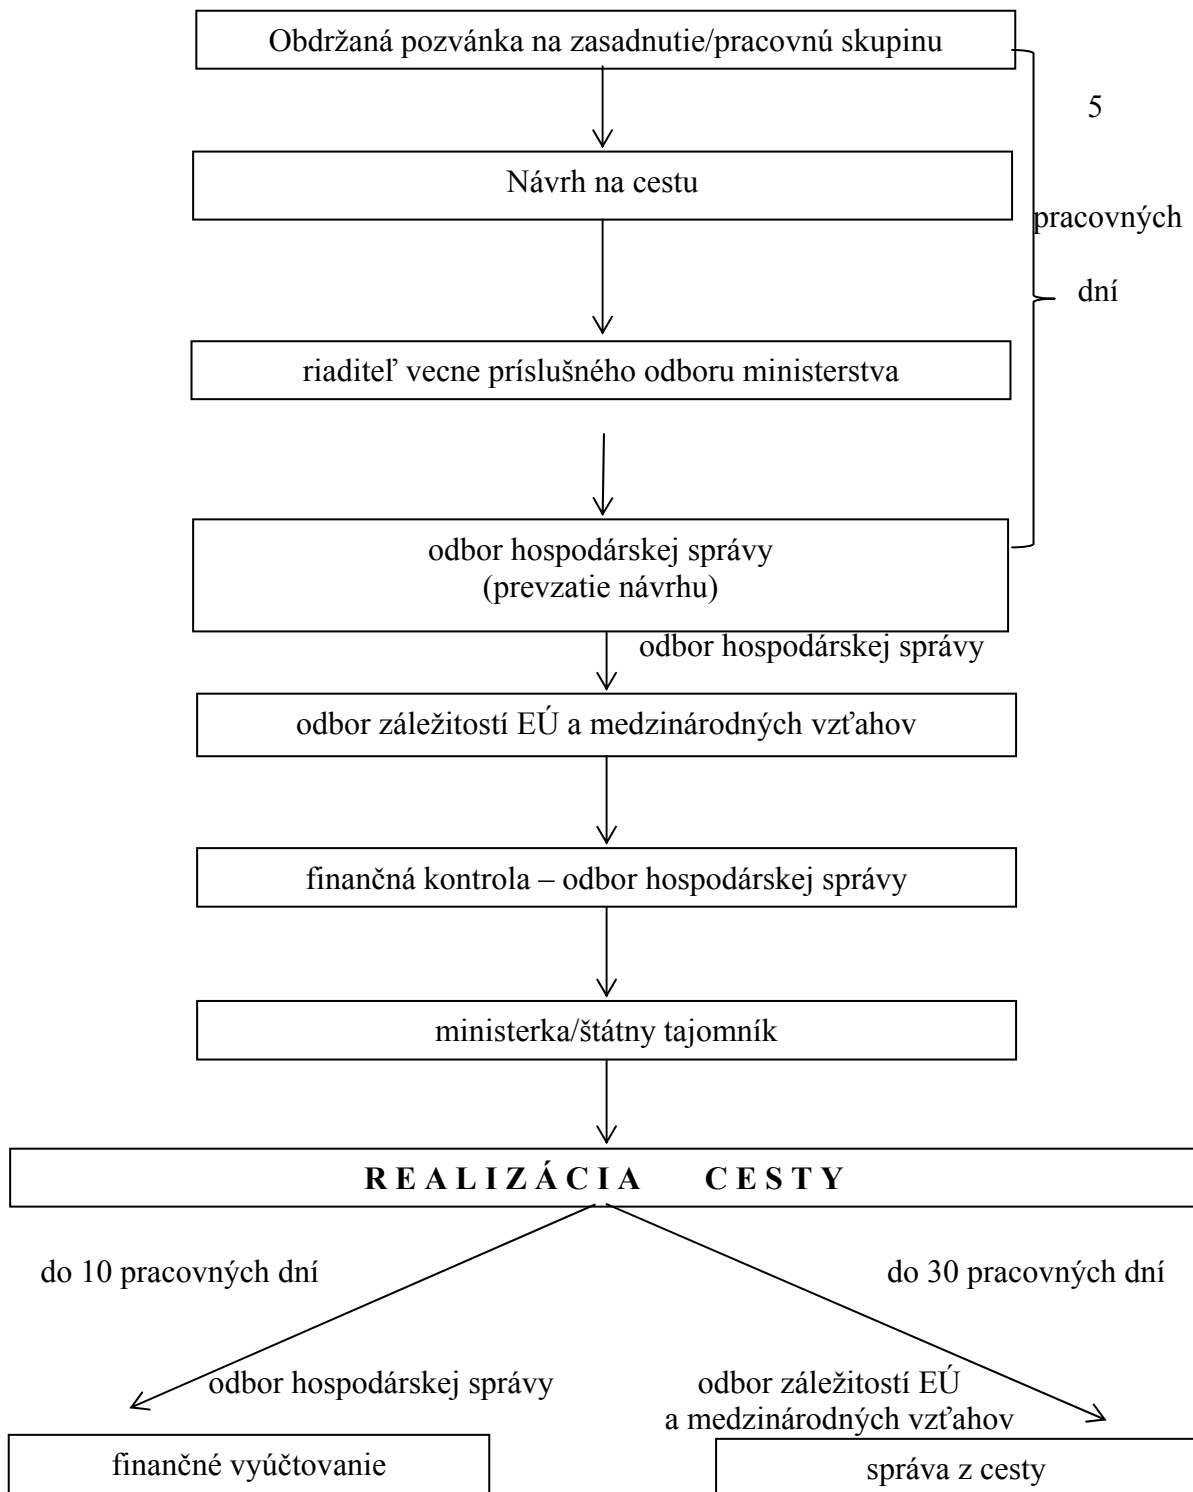 Obdržaná pozvánka na zasadnutie/pracovnú skupinu
5
Návrh na cestu
pracovných
dní
riaditeľ vecne príslušného odboru ministerstva
odbor hospodárskej správy
(prevzatie návrhu)
odbor hospodárskej správy
odbor záležitostí EÚ a medzinárodných vzťahov
finančná kontrola – odbor hospodárskej správy
ministerka/štátny tajomník
REALIZÁCIA CESTY
do 10 pracovných dní
do 30 pracovných dní
odbor hospodárskej správy
odbor záležitostí EÚ
a medzinárodných vzťahov
finančné vyúčtovanie
správa z cesty